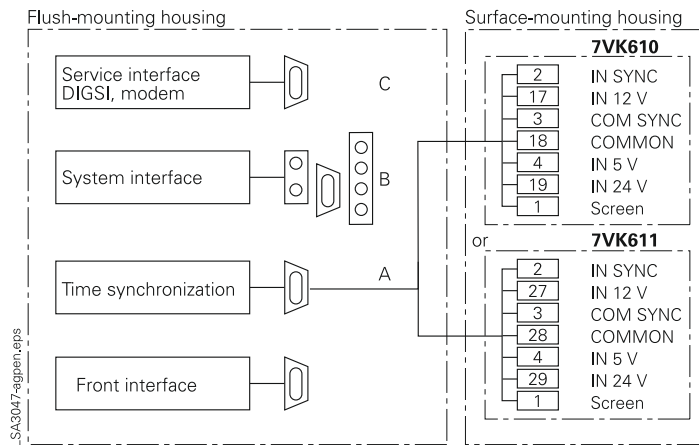 Flush-mounting housing
Service interface
DIGSI, modem
C
System interface
B
Time synchronization
A
Front interface
_SA3047-agpen.eps
Surface-mounting housing
7VK610
2 IN SYNC
17 IN 12 V
3 COM SYNC
18 COMMON
4 IN 5 V
19 IN 24 V
1 Screen
or
7VK611
2 IN SYNC
27 IN 12 V
3 COM SYNC
28 COMMON
4 IN 5 V
29 IN 24 V
1 Screen